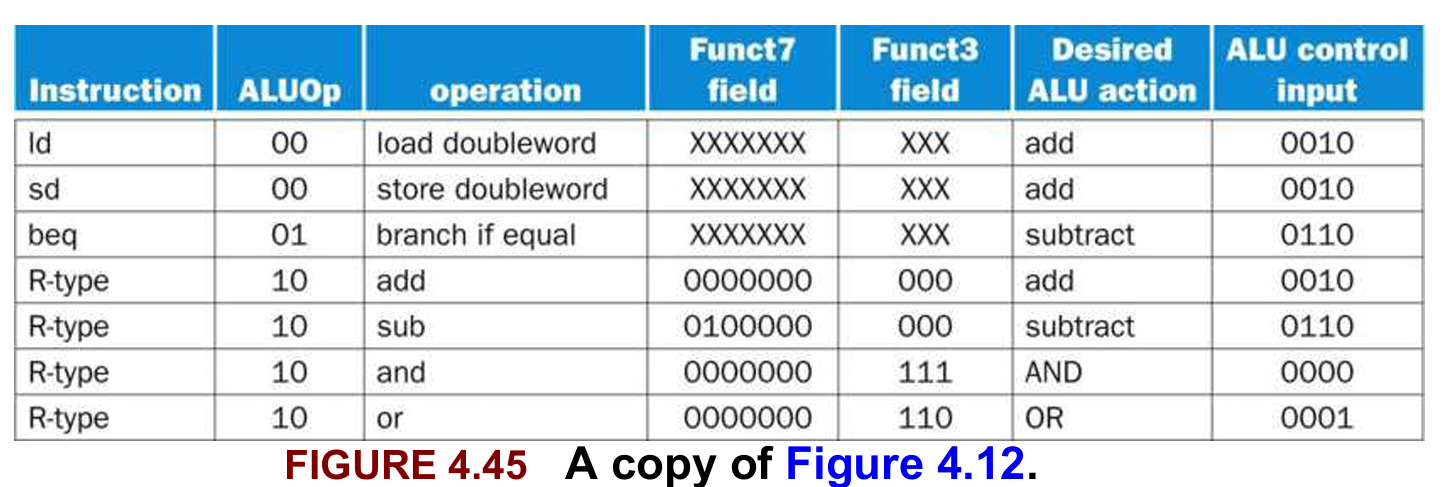 Instruction ALUOp operation Funct7 field Funct3 field Desired ALU action ALU control input
ld 00 load doubleword XXXXXXX XXX add 0010
sd 00 store doubleword XXXXXXX XXX add 0010
beq 01 branch if equal XXXXXXX XXX subtract 0110
R-type 10 add 0000000 000 add 0010
R-type 10 sub 0100000 000 subtract 0110
R-type 10 and 0000000 111 AND 0000
R-type 10 or 0000000 110 OR 0001
FIGURE 4.45 A copy of Figure 4.12.